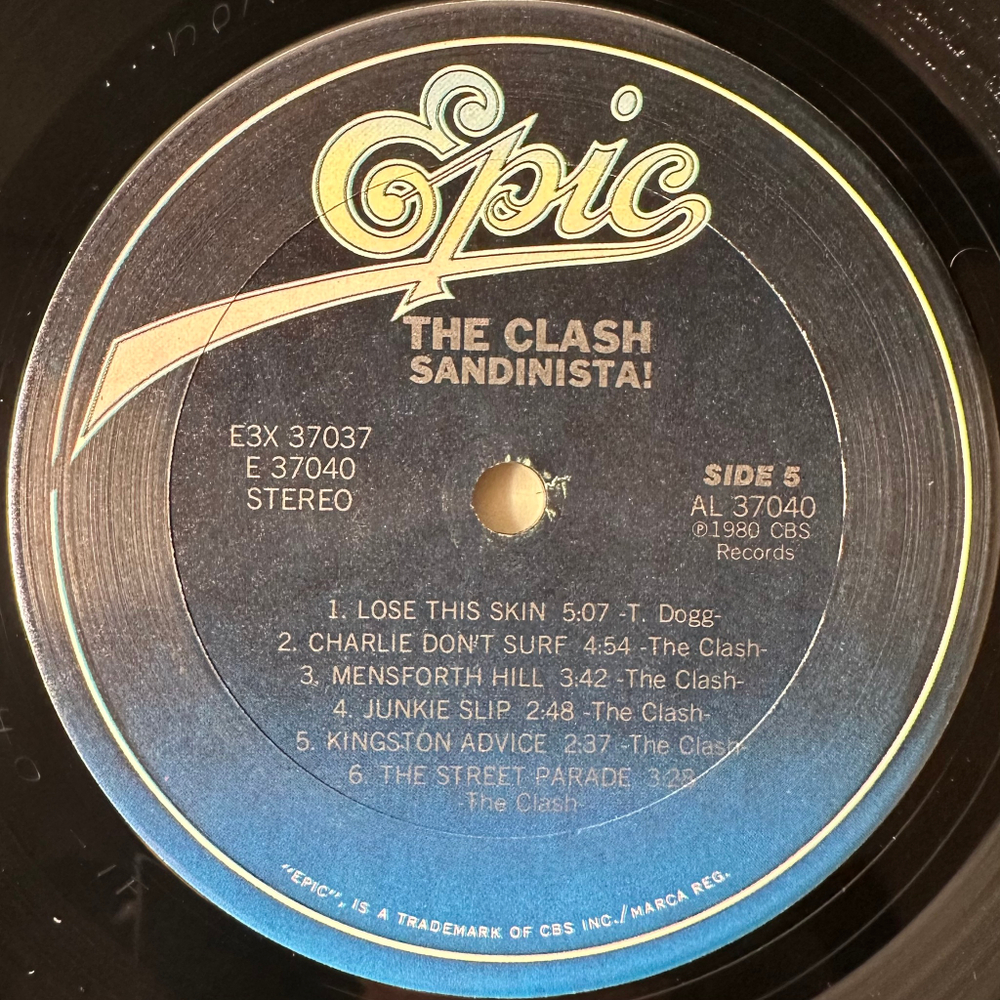 Epic
THE CLASH
SANDINISTA!
E3X 37037
E 37040
STEREO
SIDE 5
AL 37040
℗1980 CBS
Records
1. LOSE THIS SKIN 5:07 -T. Dogg-
2. CHARLIE DON'T SURF 4:54 -The Clash-
3. MENSFORTH HILL 3:42 -The Clash-
4. JUNKIE SLIP 2:48 -The Clash-
5. KINGSTON ADVICE 2:37 -The Clash-
6. THE STREET PARADE 3:28
-The Clash-
"EPIC", IS A TRADEMARK OF CBS INC./MARCA REG.